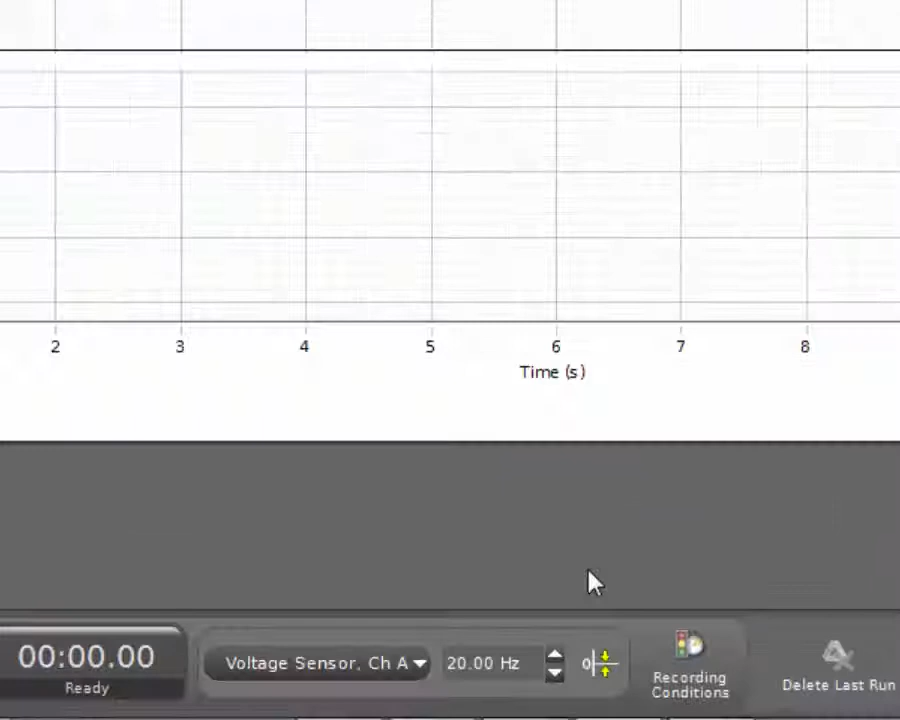 2 3 4 5 6 7 8
Time (s)
00:00.00
Ready
Voltage Sensor, Ch A
20.00 Hz
0
Recording
Conditions
Delete Last Run